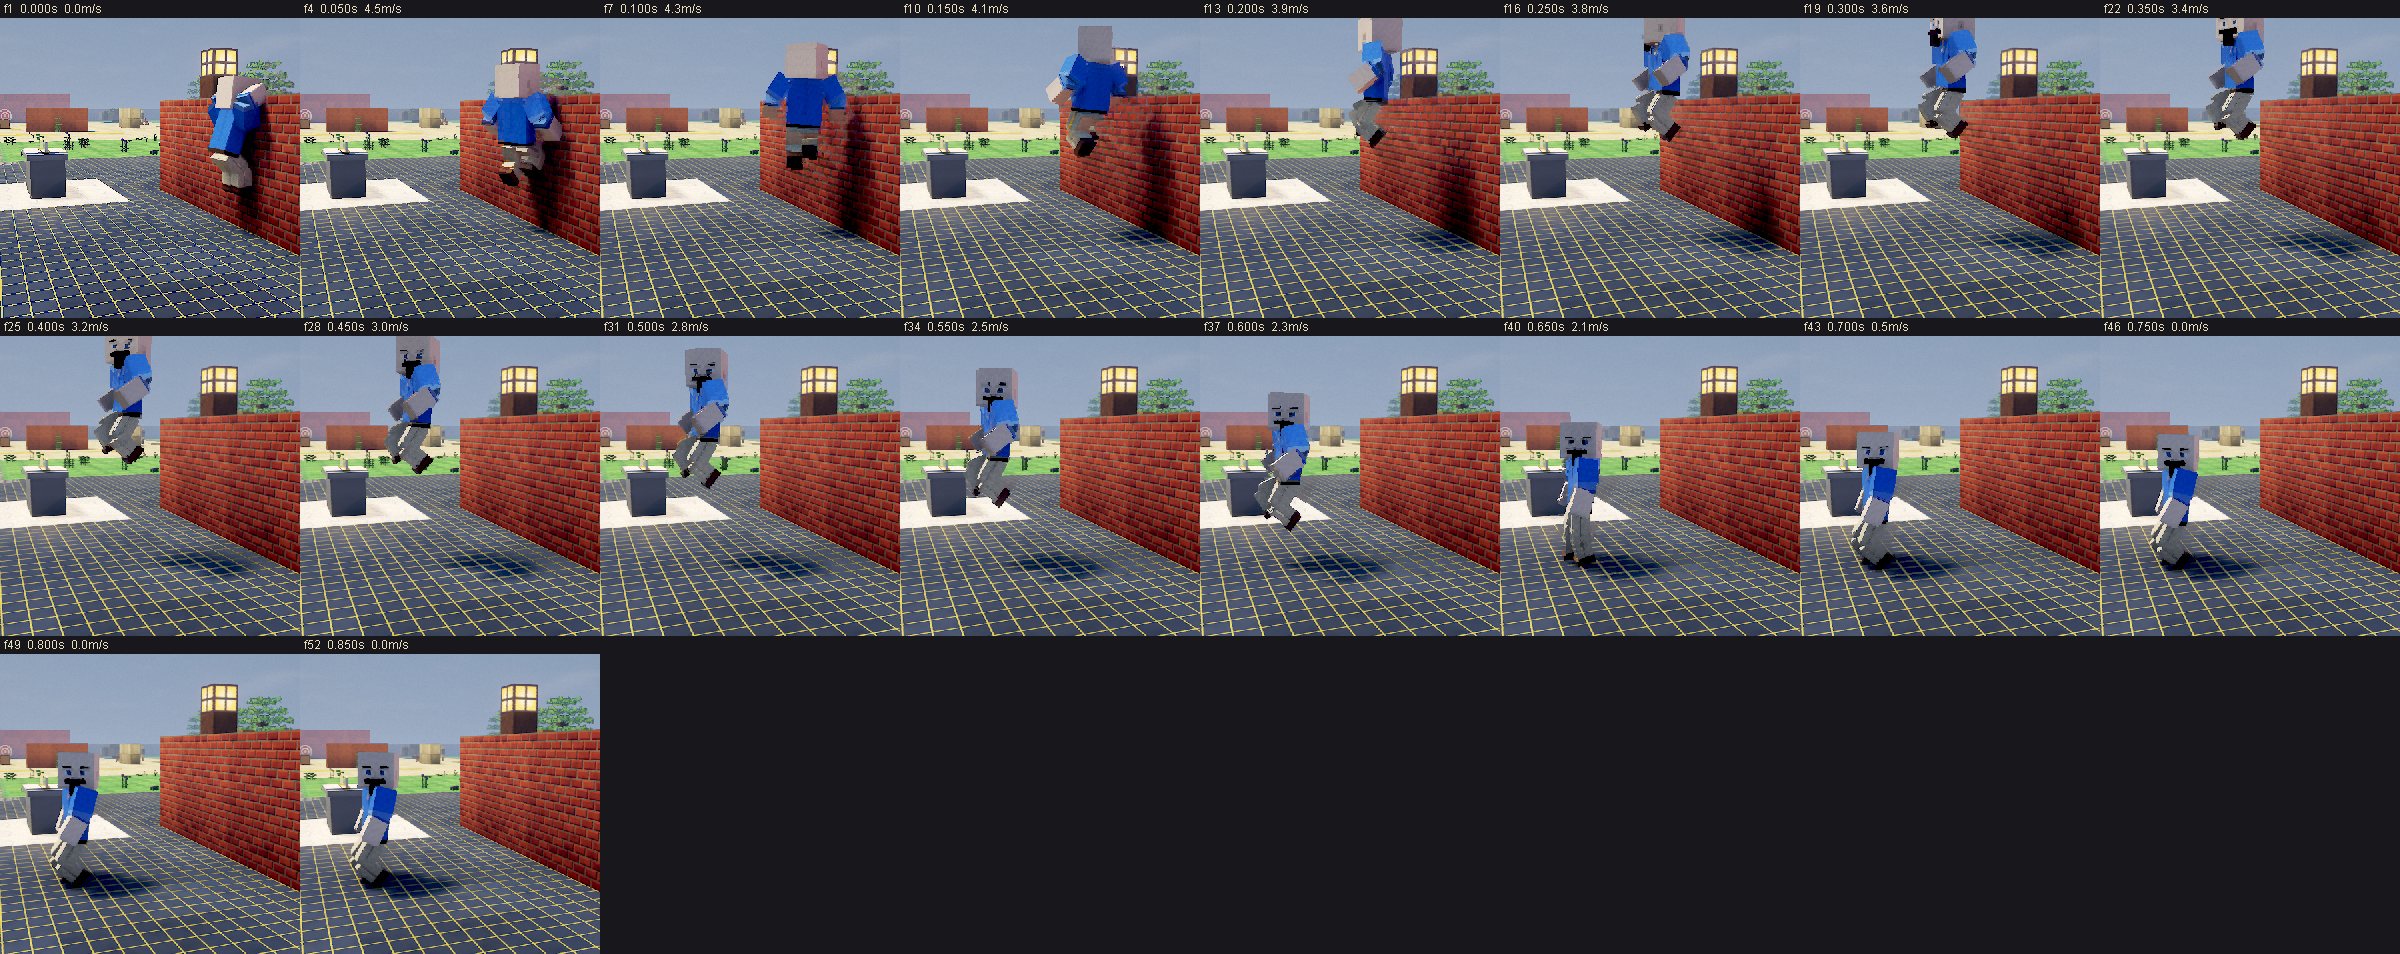 f1 0.000s 0.0m/s
f4 0.050s 4.5m/s
f7 0.100s 4.3m/s
f10 0.150s 4.1m/s
f13 0.200s 3.9m/s
f16 0.250s 3.8m/s
f19 0.300s 3.6m/s
f22 0.350s 3.4m/s
f25 0.400s 3.2m/s
f28 0.450s 3.0m/s
f31 0.500s 2.8m/s
f34 0.550s 2.5m/s
f37 0.600s 2.3m/s
f40 0.650s 2.1m/s
f43 0.700s 0.5m/s
f46 0.750s 0.0m/s
f49 0.800s 0.0m/s
f52 0.850s 0.0m/s